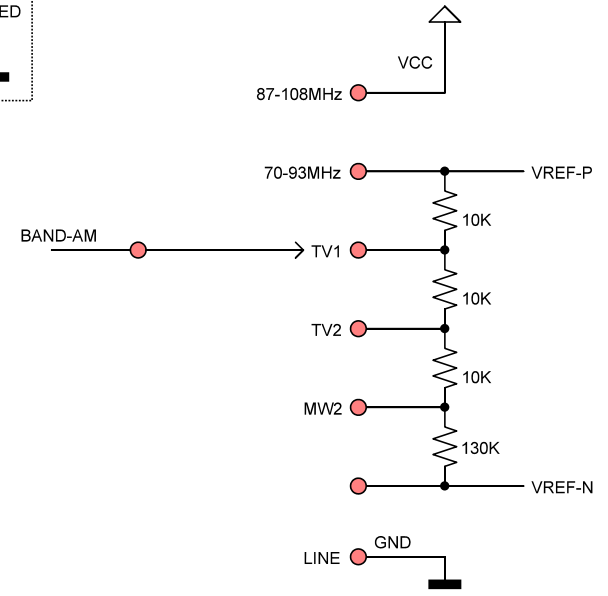 ED
VCC
87-108MHz
70-93MHz
VREF-P
10K
BAND-AM
TV1
10K
TV2
10K
MW2
130K
VREF-N
GND
LINE